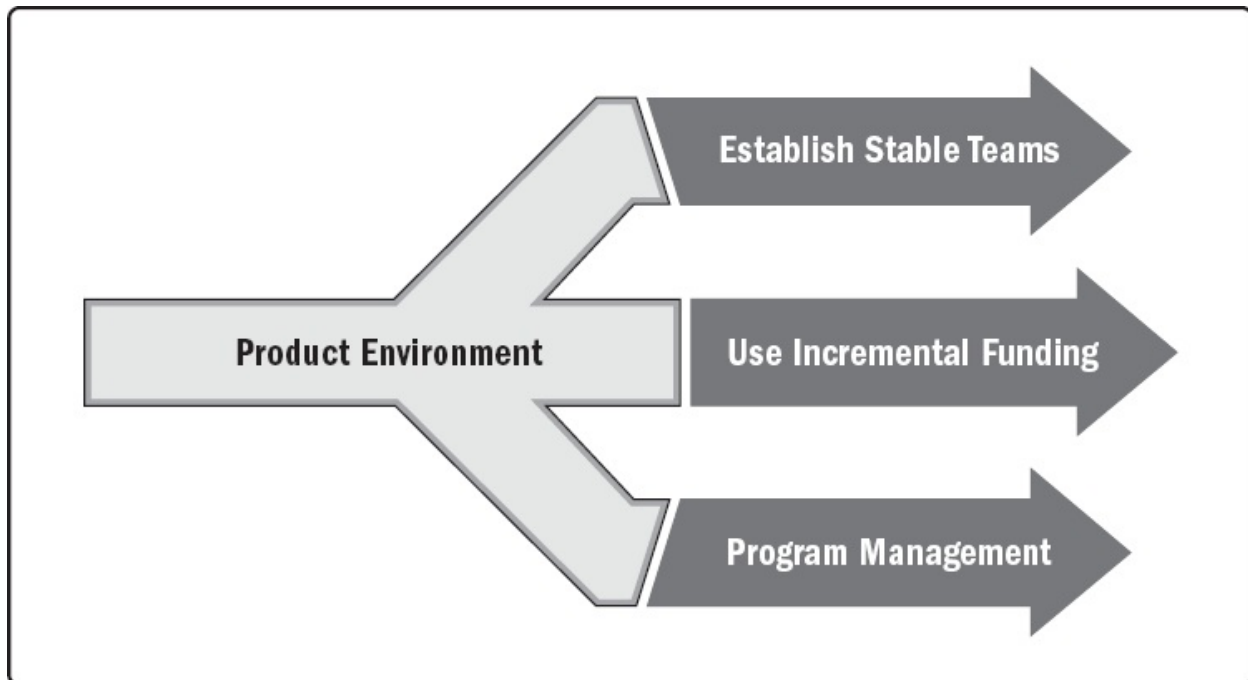 Establish Stable Teams
Product Environment
Use Incremental Funding
Program Management